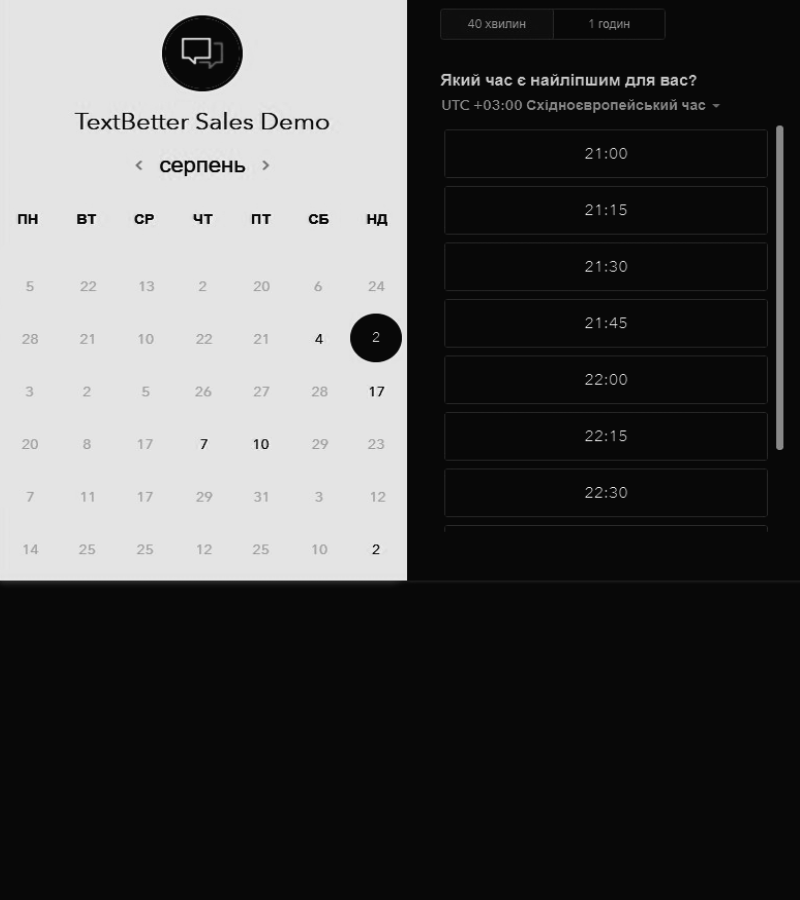 TextBetter Sales Demo
серпень
ПН ВТ СР ЧТ ПТ СБ НД
5 22 13 2 20 6 24
28 21 10 22 21 4 2
3 2 5 26 27 28 17
20 8 17 7 10 29 23
7 11 17 29 31 3 12
14 25 25 12 25 10 2
40 хвилин 1 годин
Який час є найліпшим для вас?
UTC +03:00 Східноєвропейський час
21:00
21:15
21:30
21:45
22:00
22:15
22:30